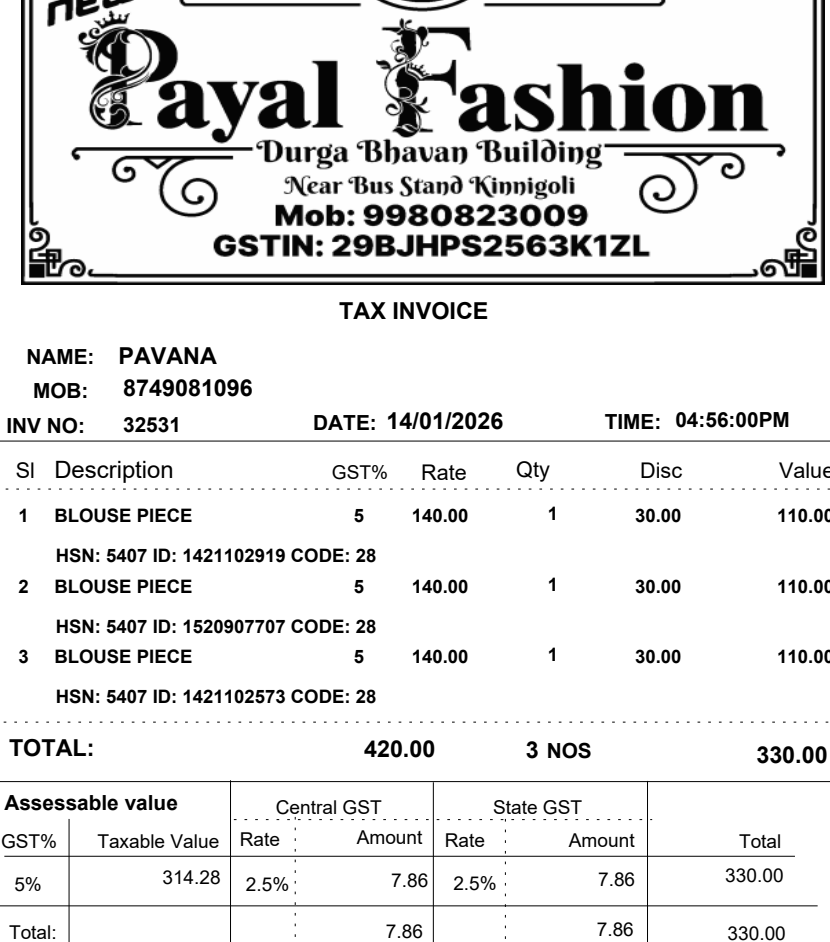 new
Payal Fashion
Durga Bhavan Building
Near Bus Stand Kinnigoli
Mob: 9980823009
GSTIN: 29BJHPS2563K1ZL
TAX INVOICE
NAME: PAVANA
MOB: 8749081096
INV NO: 32531 DATE: 14/01/2026 TIME: 04:56:00PM
Sl Description GST% Rate Qty Disc Value
1 BLOUSE PIECE 5 140.00 1 30.00 110.00
HSN: 5407 ID: 1421102919 CODE: 28
2 BLOUSE PIECE 5 140.00 1 30.00 110.00
HSN: 5407 ID: 1520907707 CODE: 28
3 BLOUSE PIECE 5 140.00 1 30.00 110.00
HSN: 5407 ID: 1421102573 CODE: 28
TOTAL: 420.00 3 NOS 330.00
Assessable value Central GST State GST
GST% Taxable Value Rate Amount Rate Amount Total
5% 314.28 2.5% 7.86 2.5% 7.86 330.00
Total: 7.86 7.86 330.00